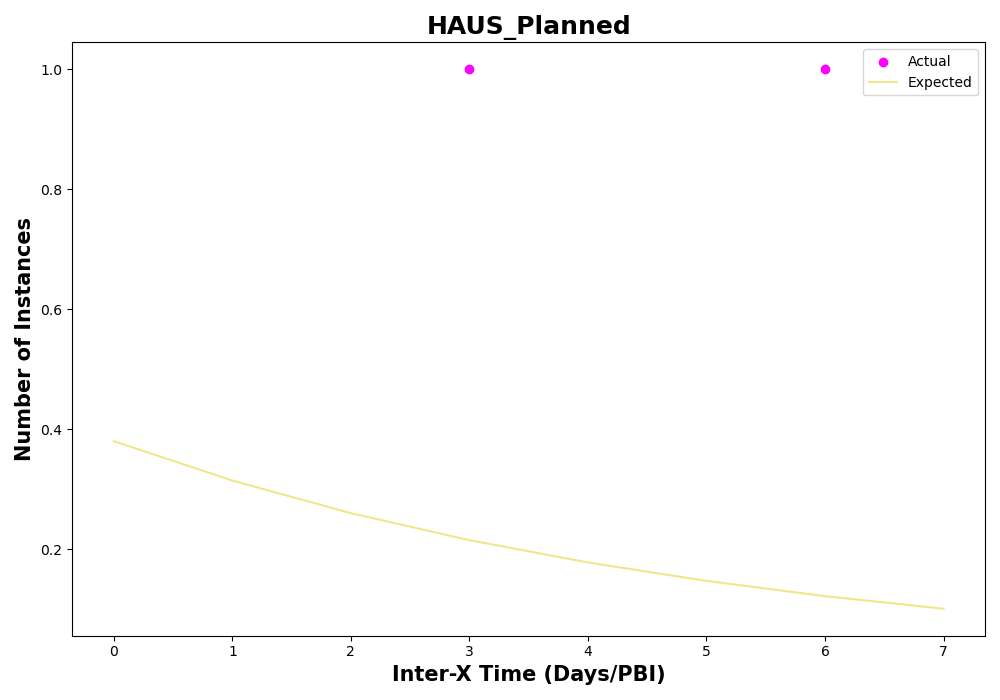 HAUS_Planned
Actual
Expected
1.0
0.8
0.6
0.4
0.2
Number of Instances
0 1 2 3 4 5 6 7
Inter-X Time (Days/PBI)